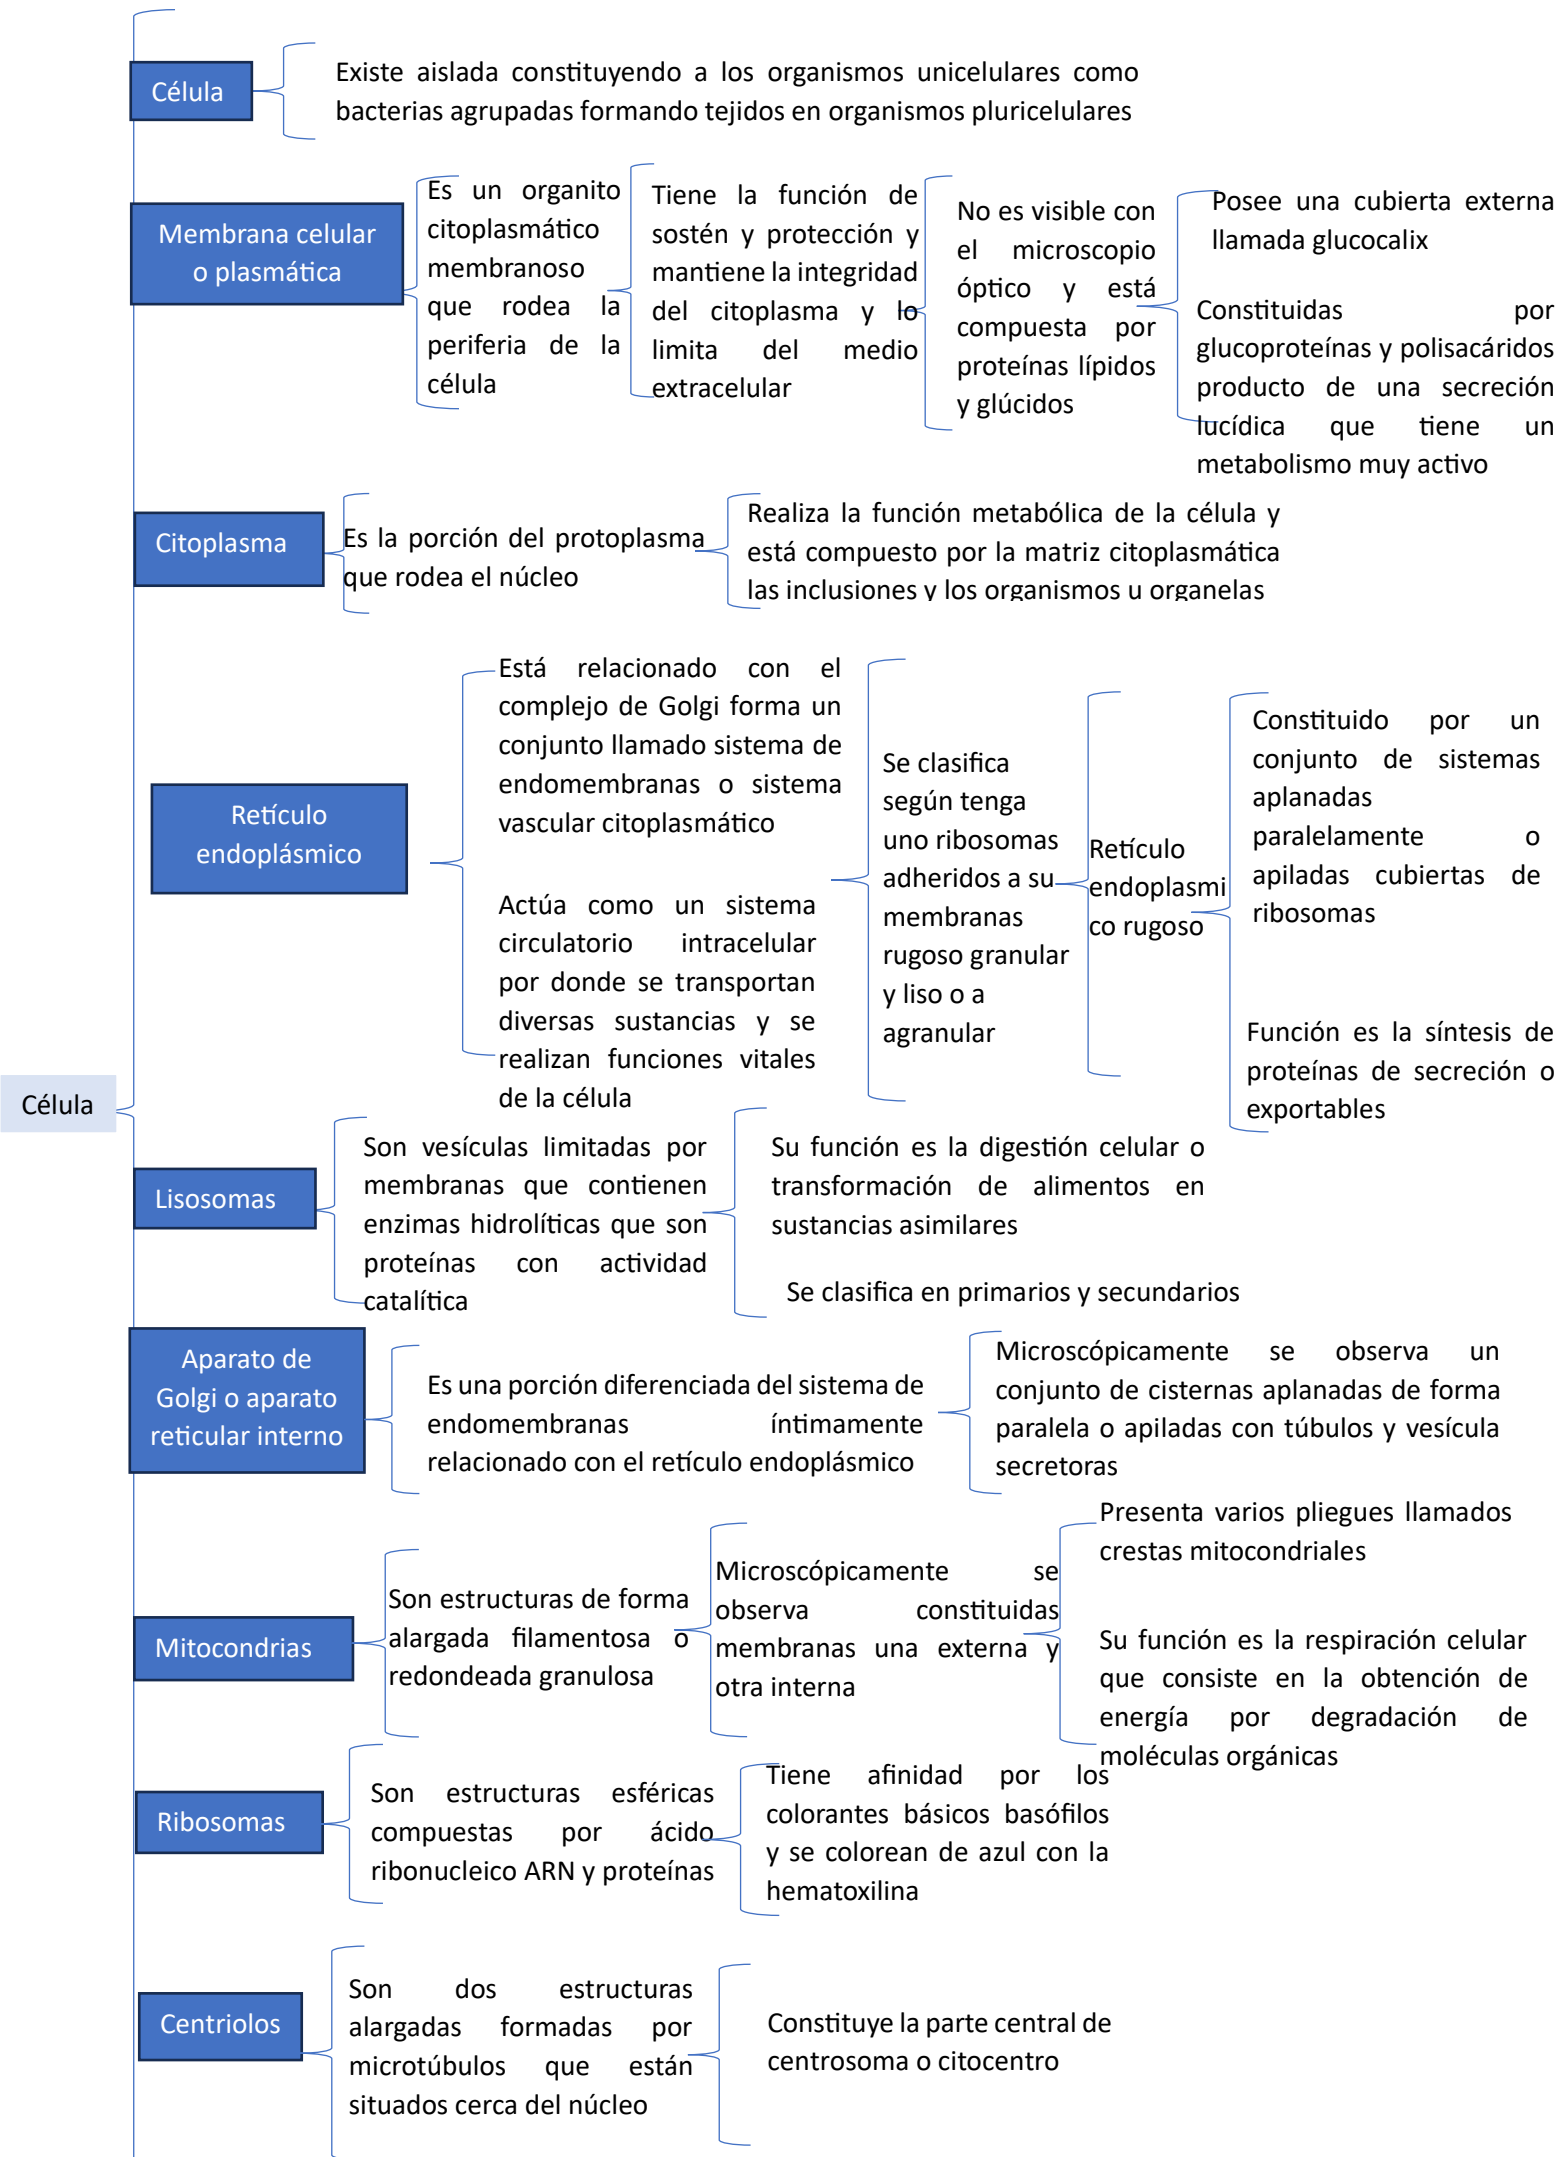 Célula
Célula
Existe aislada constituyendo a los organismos unicelulares como
bacterias agrupadas formando tejidos en organismos pluricelulares
Membrana celular
o plasmática
Es un organito
citoplasmático
membranoso
que rodea la
periferia de la
célula
Tiene la función de
sostén y protección y
mantiene la integridad
del citoplasma y lo
limita del medio
extracelular
No es visible con
el microscopio
óptico y está
compuesta por
proteínas lípidos
y glúcidos
Posee una cubierta externa
llamada glucocalix
Constituidas por
glucoproteínas y polisacáridos
producto de una secreción
lucídica que tiene un
metabolismo muy activo
Citoplasma
Es la porción del protoplasma
que rodea el núcleo
Realiza la función metabólica de la célula y
está compuesto por la matriz citoplasmática
las inclusiones y los organismos u organelas
Retículo
endoplásmico
Está relacionado con el
complejo de Golgi forma un
conjunto llamado sistema de
endomembranas o sistema
vascular citoplasmático
Actúa como un sistema
circulatorio intracelular
por donde se transportan
diversas sustancias y se
realizan funciones vitales
de la célula
Se clasifica
según tenga
uno ribosomas
adheridos a su
membranas
rugoso granular
y liso o a
agranular
Retículo
endoplasmi
co rugoso
Constituido por un
conjunto de sistemas
aplanadas
paralelamente o
apiladas cubiertas de
ribosomas
Función es la síntesis de
proteínas de secreción o
exportables
Lisosomas
Son vesículas limitadas por
membranas que contienen
enzimas hidrolíticas que son
proteínas con actividad
catalítica
Su función es la digestión celular o
transformación de alimentos en
sustancias asimilares
Se clasifica en primarios y secundarios
Aparato de
Golgi o aparato
reticular interno
Es una porción diferenciada del sistema de
endomembranas íntimamente
relacionado con el retículo endoplásmico
Microscópicamente se observa un
conjunto de cisternas aplanadas de forma
paralela o apiladas con túbulos y vesícula
secretoras
Mitocondrias
Son estructuras de forma
alargada filamentosa o
redondeada granulosa
Microscópicamente se
observa constituidas
membranas una externa y
otra interna
Presenta varios pliegues llamados
crestas mitocondriales
Su función es la respiración celular
que consiste en la obtención de
energía por degradación de
moléculas orgánicas
Ribosomas
Son estructuras esféricas
compuestas por ácido
ribonucleico ARN y proteínas
Tiene afinidad por los
colorantes básicos basófilos
y se colorean de azul con la
hematoxilina
Centriolos
Son dos estructuras
alargadas formadas por
microtúbulos que están
situados cerca del núcleo
Constituye la parte central de
centrosoma o citocentro